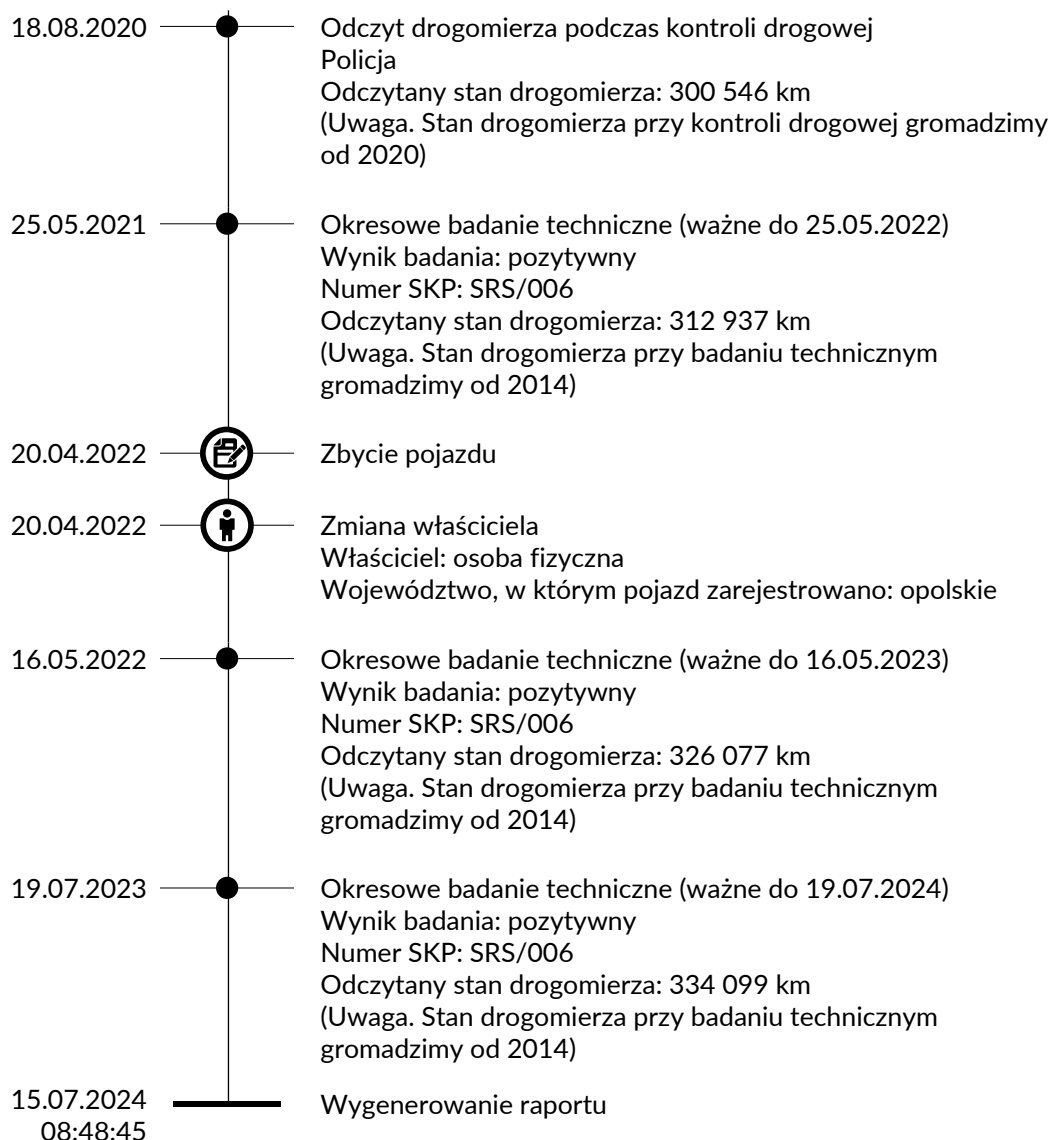 18.08.2020
Odczyt drogomierza podczas kontroli drogowej
Policja
Odczytany stan drogomierza: 300 546 km
(Uwaga. Stan drogomierza przy kontroli drogowej gromadzimy
od 2020)
25.05.2021
Okresowe badanie techniczne (ważne do 25.05.2022)
Wynik badania: pozytywny
Numer SKP: SRS/006
Odczytany stan drogomierza: 312 937 km
(Uwaga. Stan drogomierza przy badaniu technicznym
gromadzimy od 2014)
20.04.2022
Zbycie pojazdu
20.04.2022
Zmiana właściciela
Właściciel: osoba fizyczna
Województwo, w którym pojazd zarejestrowano: opolskie
16.05.2022
Okresowe badanie techniczne (ważne do 16.05.2023)
Wynik badania: pozytywny
Numer SKP: SRS/006
Odczytany stan drogomierza: 326 077 km
(Uwaga. Stan drogomierza przy badaniu technicznym
gromadzimy od 2014)
19.07.2023
Okresowe badanie techniczne (ważne do 19.07.2024)
Wynik badania: pozytywny
Numer SKP: SRS/006
Odczytany stan drogomierza: 334 099 km
(Uwaga. Stan drogomierza przy badaniu technicznym
gromadzimy od 2014)
15.07.2024
08:48:45
Wygenerowanie raportu